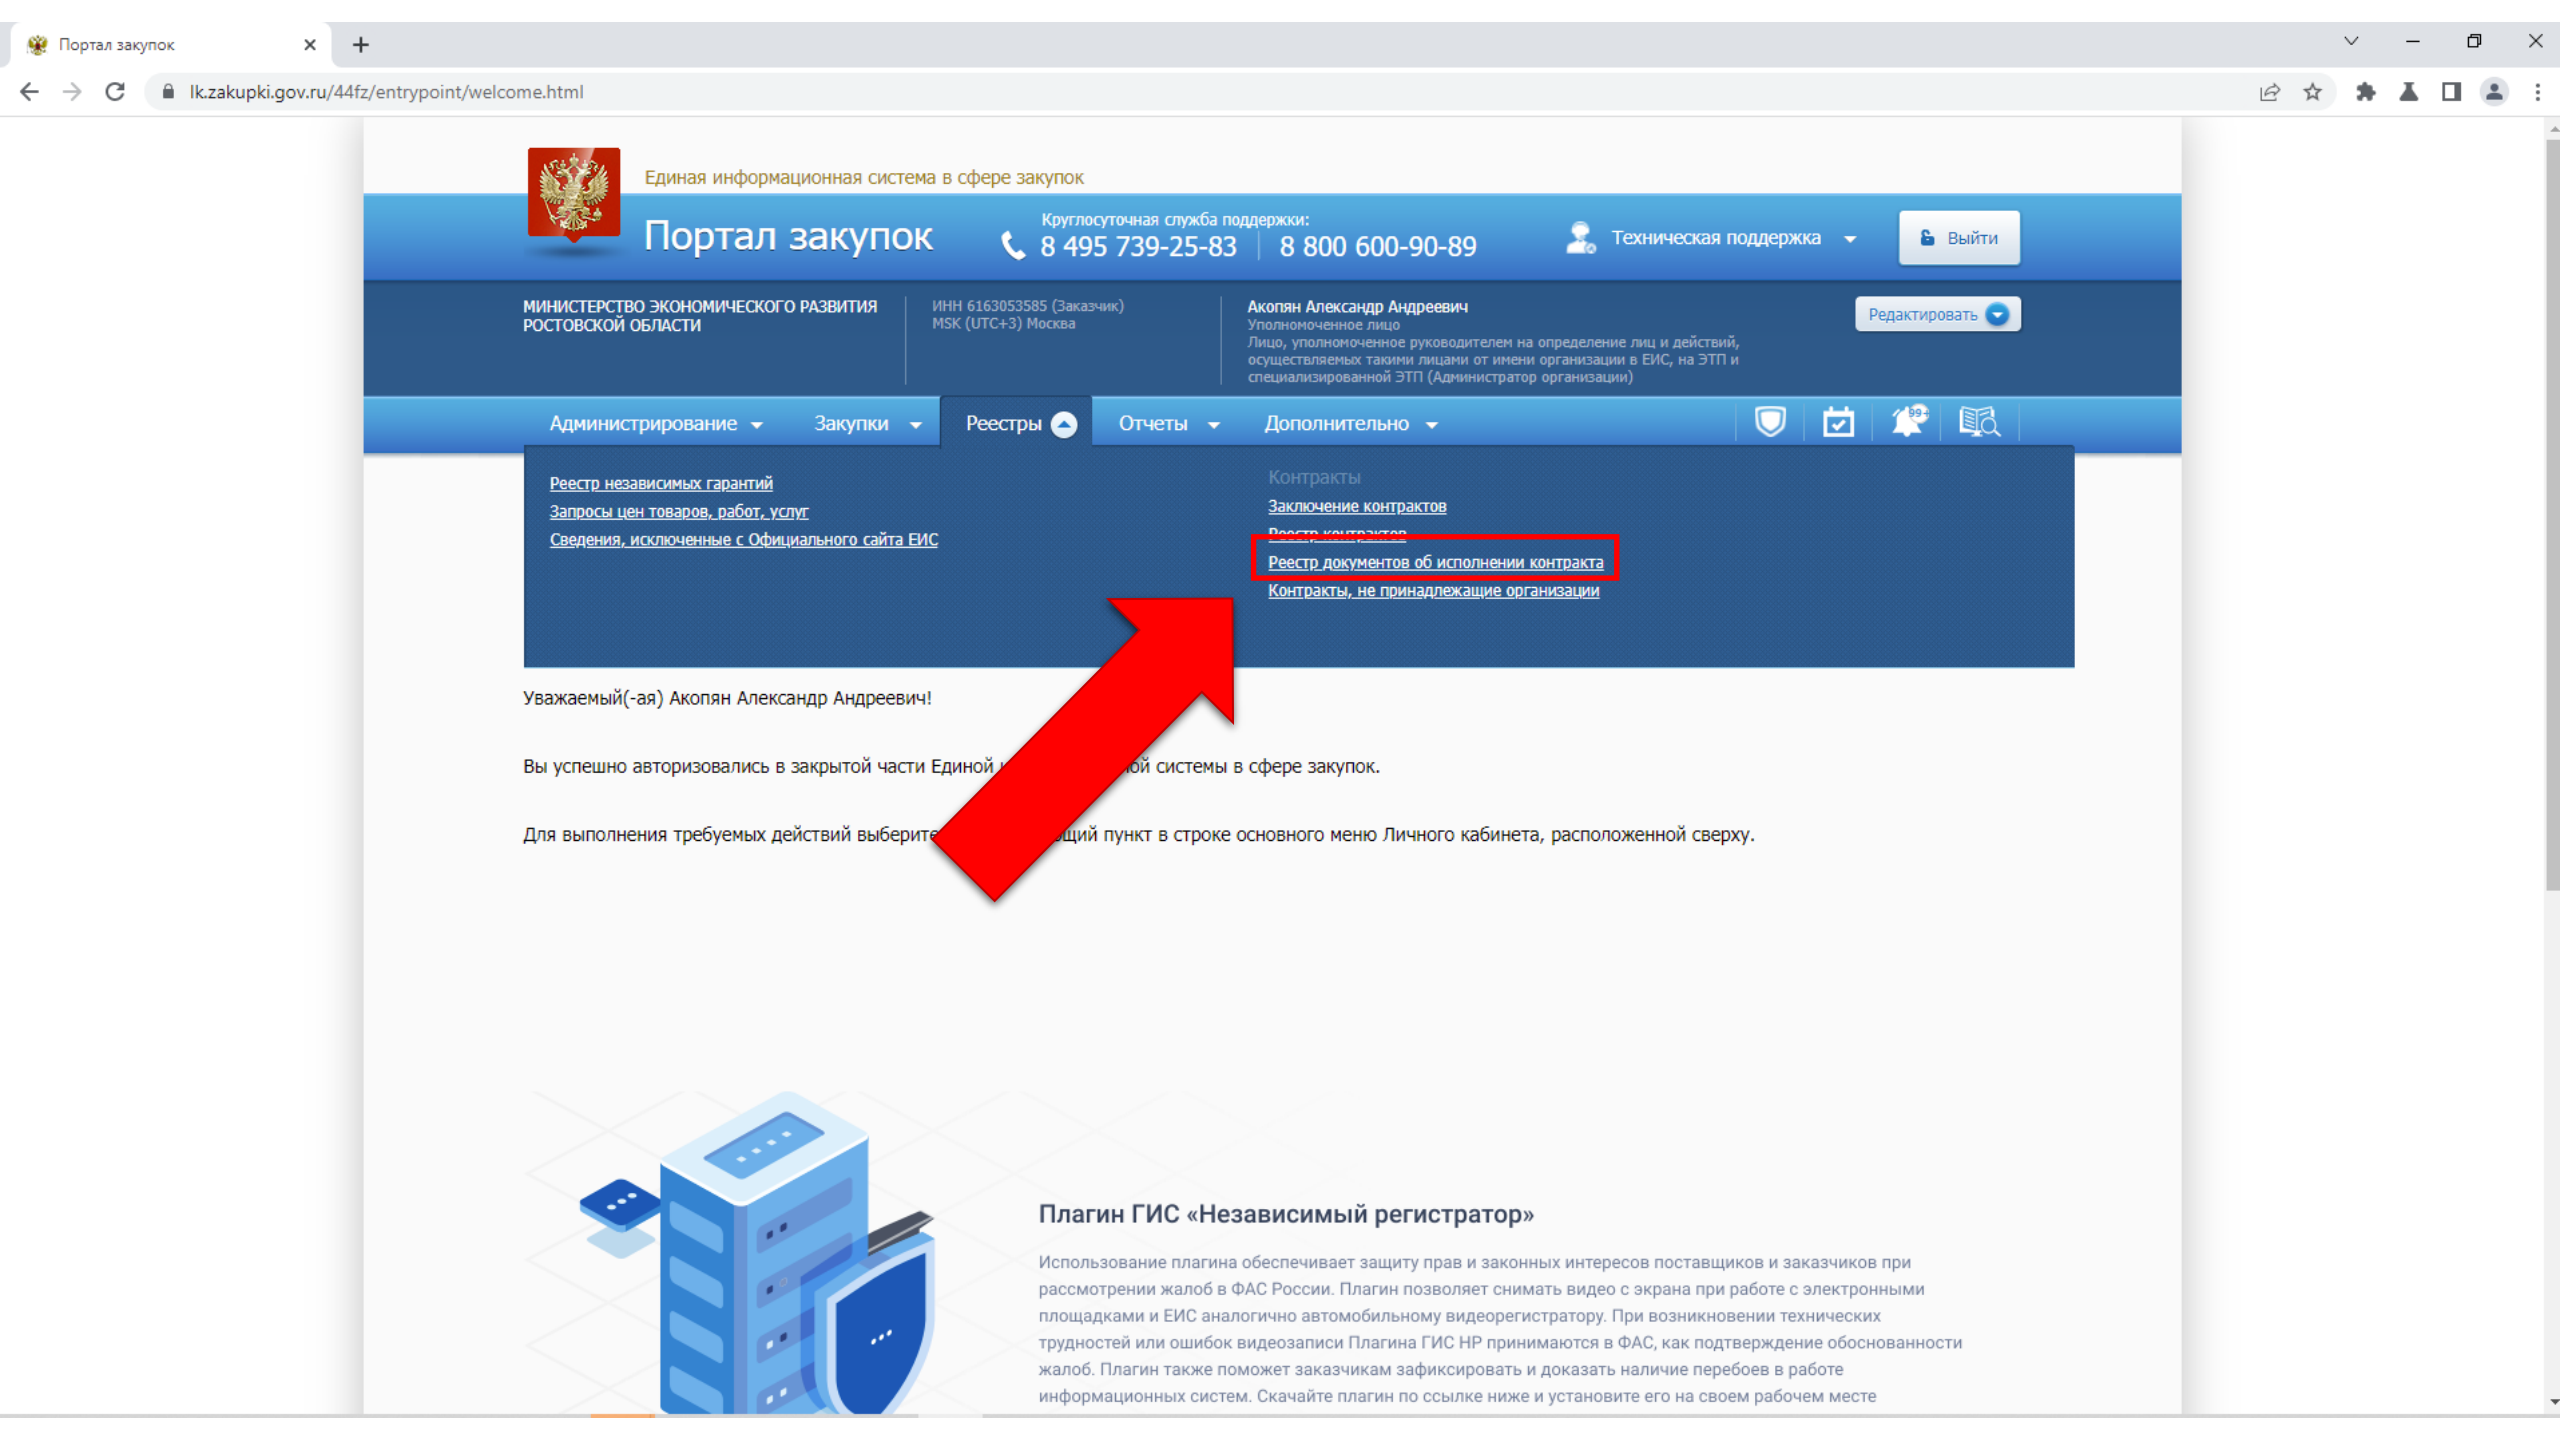 Портал закупок
lk.zakupki.gov.ru/44fz/entrypoint/welcome.html
Единая информационная система в сфере закупок
Портал закупок
Круглосуточная служба поддержки:
8 495 739-25-83
8 800 600-90-89
Техническая поддержка
Выйти
МИНИСТЕРСТВО ЭКОНОМИЧЕСКОГО РАЗВИТИЯ
РОСТОВСКОЙ ОБЛАСТИ
ИНН 6163053585 (Заказчик)
MSK (UTC+3) Москва
Акопян Александр Андреевич
Уполномоченное лицо
Лицо, уполномоченное руководителем на определение лиц и действий,
осуществляемых такими лицами от имени организации в ЕИС, на ЭТП и
специализированной ЭТП (Администратор организации)
Редактировать
Администрирование
Закупки
Реестры
Отчеты
Дополнительно
99+
Реестр независимых гарантий
Запросы цен товаров, работ, услуг
Сведения, исключенные с Официального сайта ЕИС
Контракты
Заключение контрактов
Реестр контрактов
Реестр документов об исполнении контракта
Контракты, не принадлежащие организации
Уважаемый(-ая) Акопян Александр Андреевич!
Вы успешно авторизовались в закрытой части Единой ой системы в сфере закупок.
Для выполнения требуемых действий выберите щий пункт в строке основного меню Личного кабинета, расположенной сверху.
Плагин ГИС «Независимый регистратор»
Использование плагина обеспечивает защиту прав и законных интересов поставщиков и заказчиков при
рассмотрении жалоб в ФАС России. Плагин позволяет снимать видео с экрана при работе с электронными
площадками и ЕИС аналогично автомобильному видеорегистратору. При возникновении технических
трудностей или ошибок видеозаписи Плагина ГИС НР принимаются в ФАС, как подтверждение обоснованности
жалоб. Плагин также поможет заказчикам зафиксировать и доказать наличие перебоев в работе
информационных систем. Скачайте плагин по ссылке ниже и установите его на своем рабочем месте